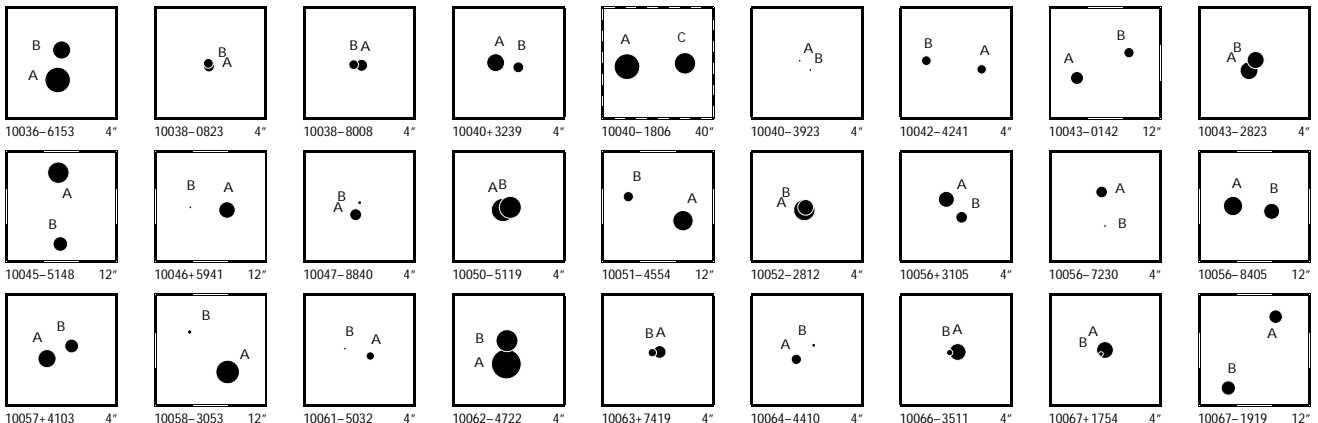 B
A
10036−6153 4″
B
A
10038−0823 4″
B A
10038−8008 4″
A B
10040+3239 4″
A C
10040−1806 40″
A
B
10040−3923 4″
B
A
10042−4241 4″
B
A
10043−0142 12″
B
A
10043−2823 4″
A
B
10045−5148 12″
B A
10046+5941 12″
B
A
10047−8840 4″
A B
10050−5119 4″
B
A
10051−4554 12″
B
A
10052−2812 4″
A
B
10056+3105 4″
A
B
10056−7230 4″
A
B
10056−8405 12″
B
A
10057+4103 4″
B
A
10058−3053 12″
B
A
10061−5032 4″
B
A
10062−4722 4″
B A
10063+7419 4″
B
A
10064−4410 4″
B A
10066−3511 4″
A
B
10067+1754 4″
A
B
10067−1919 12″